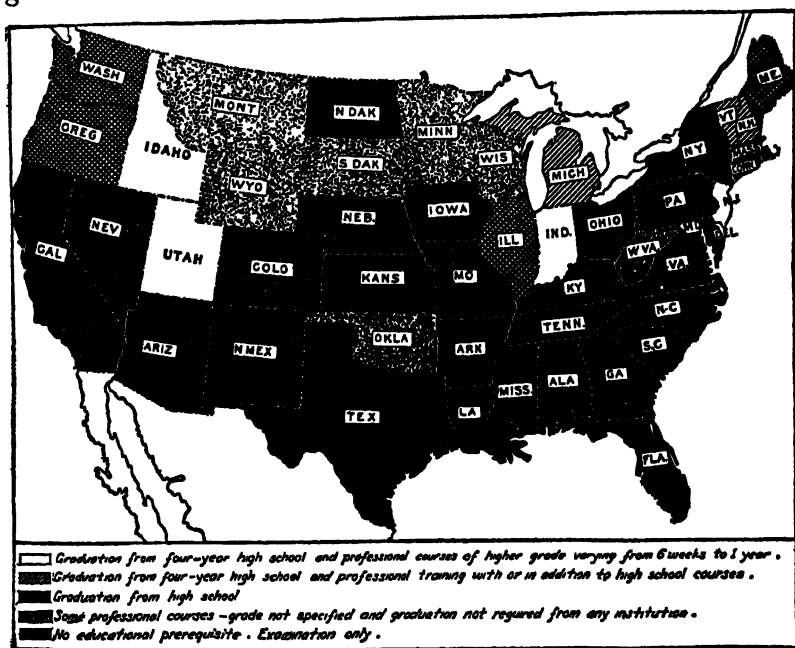 WASH
MONT
N DAK
MINN
ME.
VT
N.H.
OREG
IDAHO
S DAK
WIS
MICH
NY
MAS
CONN
R.I.
WYO
IOWA
PA
N.J
NEV
NEB.
ILL
IND.
OHIO
MD
DEL
CAL
UTAH
COLO
KANS
MO
W VA.
VA.
KY
N-C
ARIZ
N MEX
OKLA
ARK
TENN.
S.C
TEX
LA
MISS.
ALA
GA
FLA.
Graduation from four-year high school and professional courses of higher grade varying from 6 weeks to 1 year.
Graduation from four-year high school and professional training with or in addition to high school courses.
Graduation from high school
Some professional courses - grade not specified and graduation not required from any institution.
No educational prerequisite. Examination only.